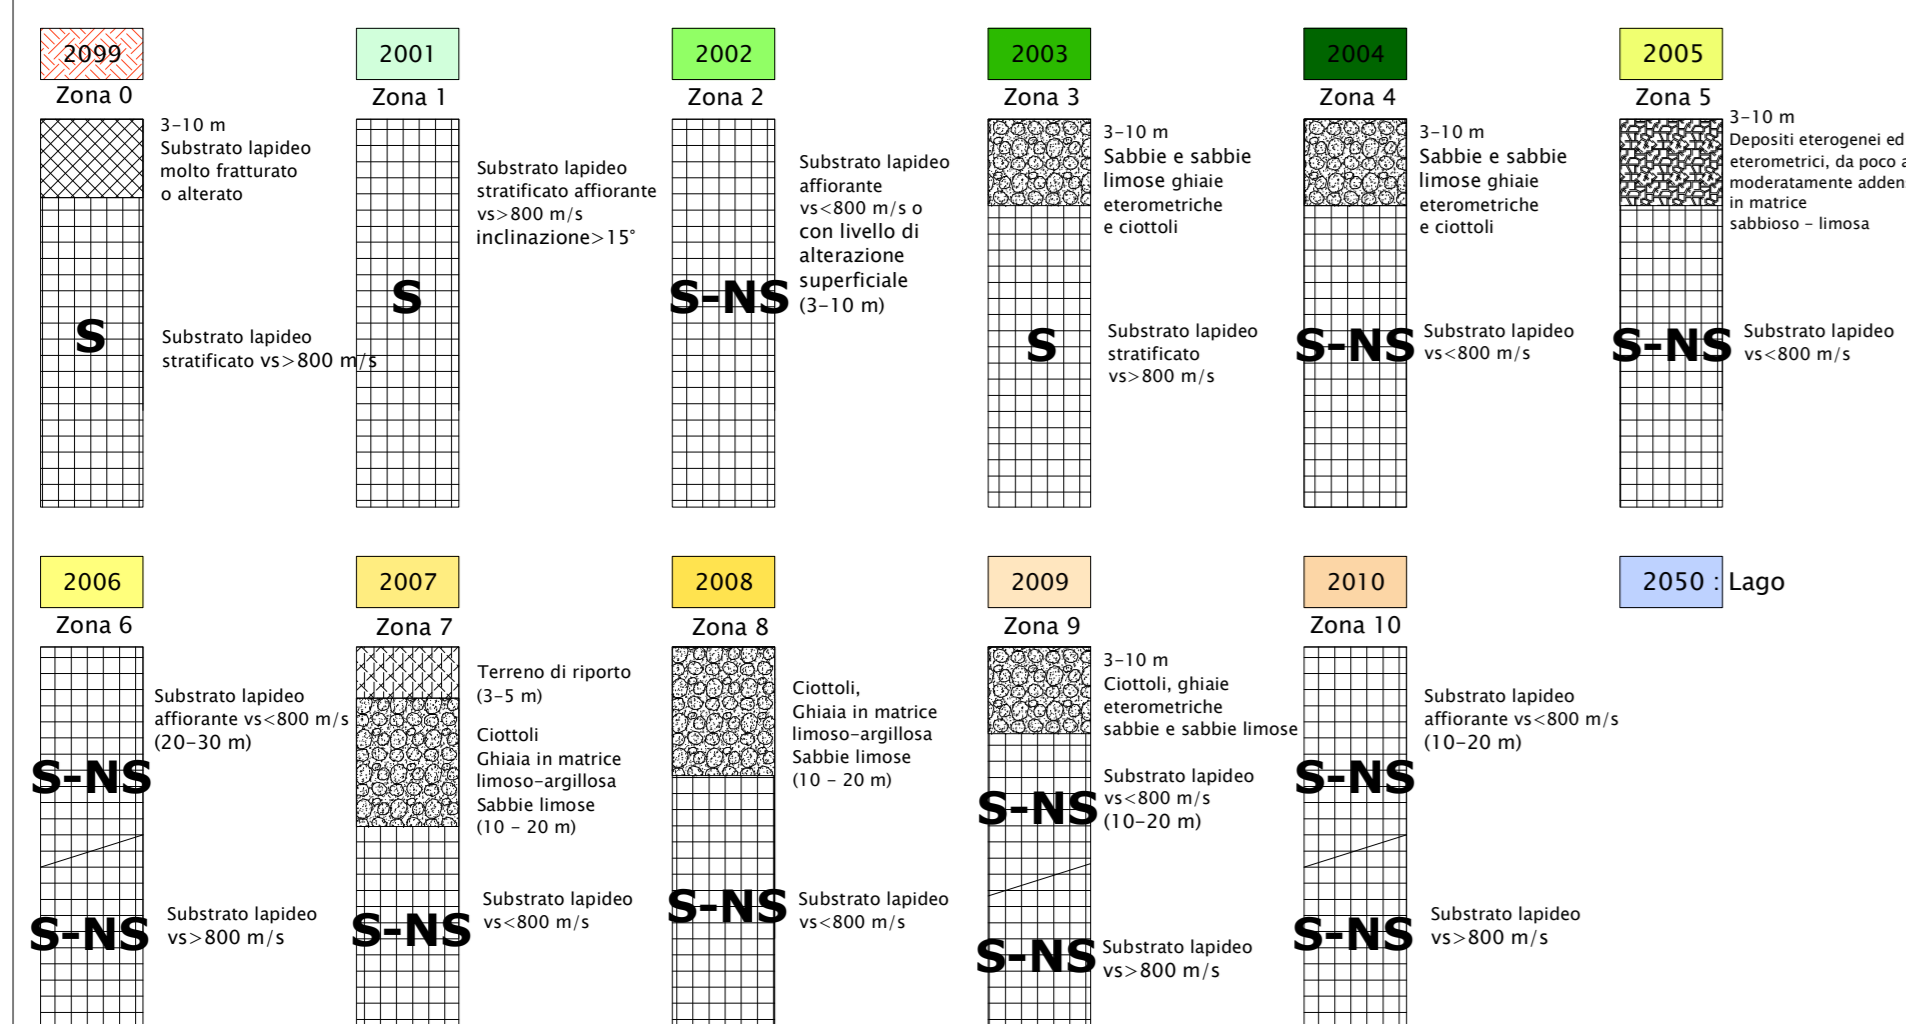 2099
Zona 0
3-10 m
Substrato lapideo
molto fratturato
o alterato
S
Substrato lapideo
stratificato vs>800 m/s
2001
Zona 1
Substrato lapideo
stratificato affiorante
vs>800 m/s
inclinazione>15°
S
2002
Zona 2
Substrato lapideo
affiorante
vs<800 m/s o
con livello di
alterazione
superficiale
(3-10 m)
S-NS
2003
Zona 3
3-10 m
Sabbie e sabbie
limose ghiaie
eterometriche
e ciottoli
S
Substrato lapideo
stratificato
vs>800 m/s
2004
Zona 4
3-10 m
Sabbie e sabbie
limose ghiaie
eterometriche
e ciottoli
S-NS
Substrato lapideo
vs<800 m/s
2005
Zona 5
3-10 m
Depositi eterogenei ed
eterometrici, da poco a
moderatamente adden
in matrice
sabbioso - limosa
S-NS
Substrato lapideo
vs<800 m/s
2006
Zona 6
Substrato lapideo
affiorante vs<800 m/s
(20-30 m)
S-NS
S-NS
Substrato lapideo
vs>800 m/s
2007
Zona 7
Terreno di riporto
(3-5 m)
Ciottoli
Ghiaia in matrice
limoso-argillosa
Sabbie limose
(10 - 20 m)
S-NS
Substrato lapideo
vs<800 m/s
2008
Zona 8
Ciottoli,
Ghiaia in matrice
limoso-argillosa
Sabbie limose
(10 - 20 m)
S-NS
Substrato lapideo
vs<800 m/s
2009
Zona 9
3-10 m
Ciottoli, ghiaie
eterometriche
sabbie e sabbie limose
Substrato lapideo
vs<800 m/s
(10-20 m)
S-NS
S-NS
Substrato lapideo
vs>800 m/s
2010
Zona 10
Substrato lapideo
affiorante vs<800 m/s
(10-20 m)
S-NS
S-NS
Substrato lapideo
vs>800 m/s
2050 : Lago